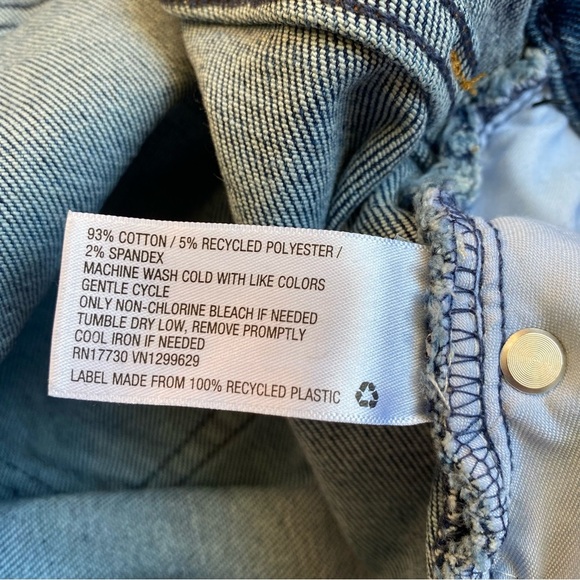 93% COTTON / 5% RECYCLED POLYESTER /
2% SPANDEX
MACHINE WASH COLD WITH LIKE COLORS
GENTLE CYCLE
ONLY NON-CHLORINE BLEACH IF NEEDED
TUMBLE DRY LOW, REMOVE PROMPTLY
COOL IRON IF NEEDED
RN17730 VN1299629
LABEL MADE FROM 100% RECYCLED PLASTIC